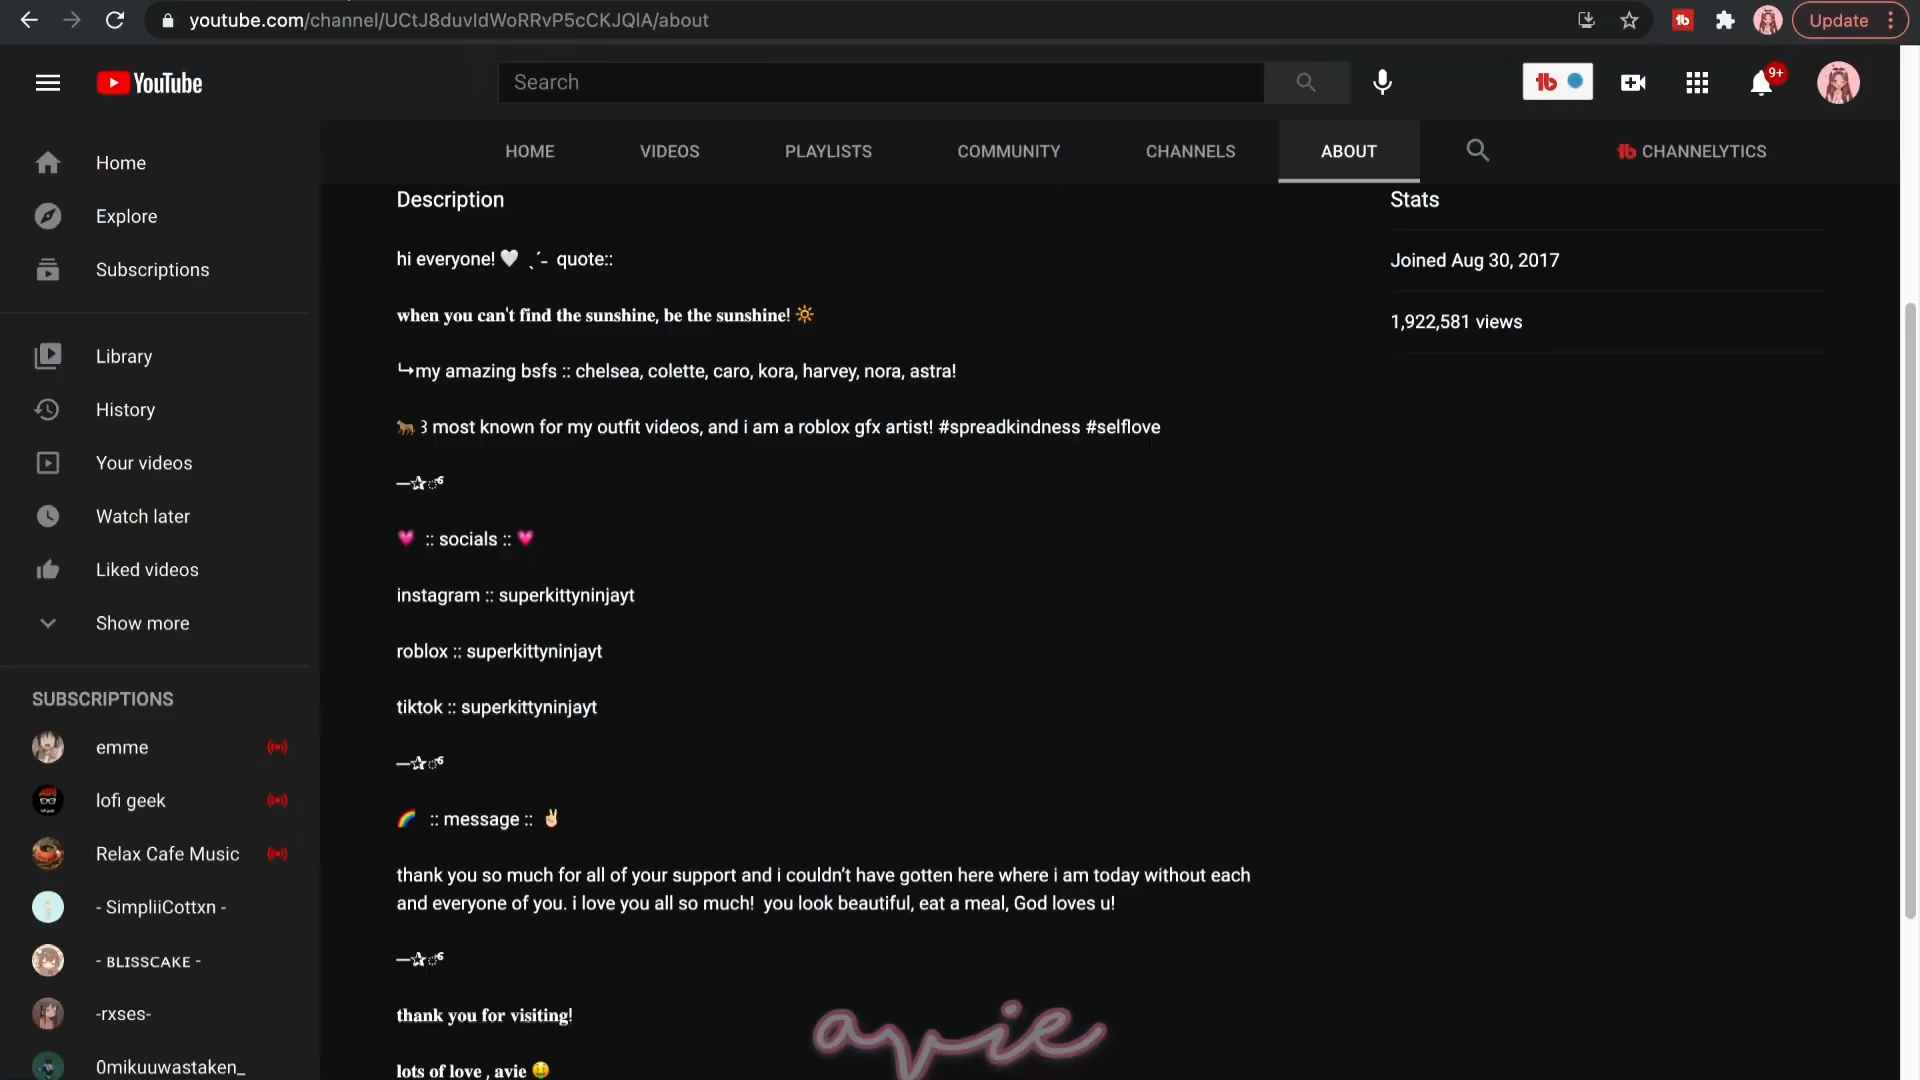 youtube.com/channel/UCtJ8duvIdWoRRvP5cCKJQlA/about
Update
YouTube
Search
9+
HOME
VIDEOS
PLAYLISTS
COMMUNITY
CHANNELS
ABOUT
CHANNELYTICS
Home
Explore
Subscriptions
Library
History
Your videos
Watch later
Liked videos
Show more
SUBSCRIPTIONS
emme
lofi geek
Relax Cafe Music
- SimpliiCottxn -
- ʙʟɪssᴄᴀᴋᴇ -
-rxses-
0mikuuwastaken_
Description
hi everyone! 🤍 ˎˊ˗ quote::
𝐰𝐡𝐞𝐧 𝐲𝐨𝐮 𝐜𝐚𝐧'𝐭 𝐟𝐢𝐧𝐝 𝐭𝐡𝐞 𝐬𝐮𝐧𝐬𝐡𝐢𝐧𝐞, 𝐛𝐞 𝐭𝐡𝐞 𝐬𝐮𝐧𝐬𝐡𝐢𝐧𝐞! 🔆
↳my amazing bsfs :: chelsea, colette, caro, kora, harvey, nora, astra!
🐆 ꒱ most known for my outfit videos, and i am a roblox gfx artist! #spreadkindness #selflove
—✰ೃ
💗 :: socials :: 💗
instagram :: superkittyninjayt
roblox :: superkittyninjayt
tiktok :: superkittyninjayt
—✰ೃ
🌈 :: message :: ✌🏻
thank you so much for all of your support and i couldn’t have gotten here where i am today without each
and everyone of you. i love you all so much! you look beautiful, eat a meal, God loves u!
—✰ೃ
𝐭𝐡𝐚𝐧𝐤 𝐲𝐨𝐮 𝐟𝐨𝐫 𝐯𝐢𝐬𝐢𝐭𝐢𝐧𝐠!
𝐥𝐨𝐭𝐬 𝐨𝐟 𝐥𝐨𝐯𝐞 , 𝐚𝐯𝐢𝐞 🤑
avie
Stats
Joined Aug 30, 2017
1,922,581 views